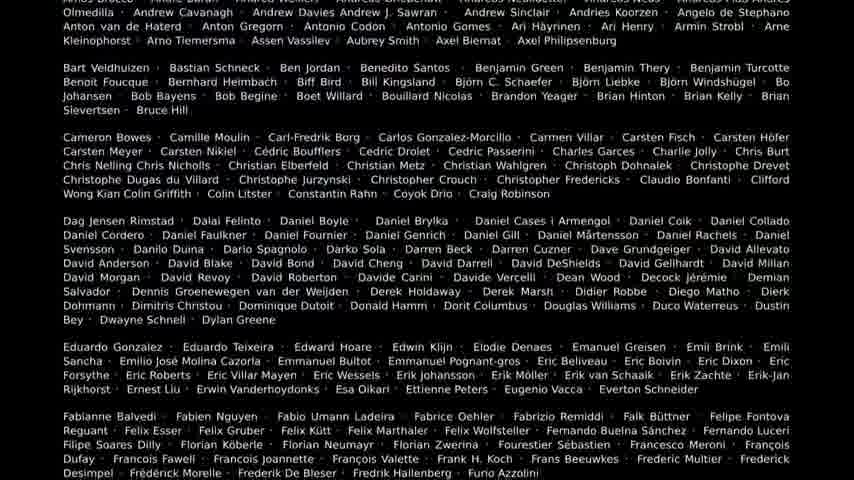 Olmedilla · Andrew Cavanagh · Andrew Davies Andrew J. Sawran · Andrew Sinclair · Andries Koorzen · Angelo de Stephano
Anton van de Haterd · Anton Gregorn · Antonio Codon · Antonio Gomes · Ari Häyrinen · Ari Henry · Armin Strobl · Arne
Kleinophorst · Arno Tiemersma · Assen Vassilev · Aubrey Smith · Axel Biernat · Axel Philipsenburg
Bart Veldhuizen · Bastian Schneck · Ben Jordan · Benedito Santos · Benjamin Green · Benjamin Thery · Benjamin Turcotte
Benoit Foucque · Bernhard Heimbach · Biff Bird · Bill Kingsland · Björn C. Schaefer · Björn Liebke · Björn Windshügel · Bo
Johansen · Bob Bayens · Bob Begine · Boet Willard · Bouillard Nicolas · Brandon Yeager · Brian Hinton · Brian Kelly · Brian
Sievertsen · Bruce Hill
Cameron Bowes · Camille Moulin · Carl-Fredrik Borg · Carlos Gonzalez-Morcillo · Carmen Villar · Carsten Fisch · Carsten Höfer
Carsten Meyer · Carsten Nikiel · Cédric Boufflers · Cedric Drolet · Cedric Passerini · Charles Garces · Charlie Jolly · Chris Burt
Chris Nelling Chris Nicholls · Christian Elberfeld · Christian Metz · Christian Wahlgren · Christoph Dohnalek · Christophe Drevet
Christophe Dugas du Villard · Christophe Jurzynski · Christopher Crouch · Christopher Fredericks · Claudio Bonfanti · Clifford
Wong Kian Colin Griffith · Colin Litster · Constantin Rahn · Coyok Drio · Craig Robinson
Dag Jensen Rimstad · Dalai Felinto · Daniel Boyle · Daniel Brylka · Daniel Cases i Armengol · Daniel Coik · Daniel Collado
Daniel Cordero · Daniel Faulkner · Daniel Fournier · Daniel Genrich · Daniel Gill · Daniel Mårtensson · Daniel Rachels · Daniel
Svensson · Danilo Duina · Dario Spagnolo · Darko Sola · Darren Beck · Darren Cuzner · Dave Grundgeiger · David Allevato
David Anderson · David Blake · David Bond · David Cheng · David Darrell · David DeShields · David Gellhardt · David Millan
David Morgan · David Revoy · David Roberton · Davide Carini · Davide Vercelli · Dean Wood · Decock Jérémie · Demian
Salvador · Dennis Groenewegen van der Weijden · Derek Holdaway · Derek Marsh · Didier Robbe · Diego Matho · Dierk
Dohmann · Dimitris Christou · Dominique Dutoit · Donald Hamm · Dorit Columbus · Douglas Williams · Duco Waterreus · Dustin
Bey · Dwayne Schnell · Dylan Greene
Eduardo Gonzalez · Eduardo Teixeira · Edward Hoare · Edwin Klijn · Elodie Denaes · Emanuel Greisen · Emil Brink · Emili
Sancha · Emilio José Molina Cazorla · Emmanuel Bultot · Emmanuel Pognant-gros · Eric Beliveau · Eric Boivin · Eric Dixon · Eric
Forsythe · Eric Roberts · Eric Villar Mayen · Eric Wessels · Erik Johansson · Erik Möller · Erik van Schaaik · Erik Zachte · Erik-Jan
Rijkhorst · Ernest Liu · Erwin Vanderhoydonks · Esa Oikari · Ettienne Peters · Eugenio Vacca · Everton Schneider
Fabianne Balvedi · Fabien Nguyen · Fabio Umann Ladeira · Fabrice Oehler · Fabrizio Remiddi · Falk Büttner · Felipe Fontova
Reguant · Felix Esser · Felix Gruber · Felix Kütt · Felix Marthaler · Felix Wolfsteller · Fernando Buelna Sánchez · Fernando Luceri
Filipe Soares Dilly · Florian Köberle · Florian Neumayr · Florian Zwerina · Fourestier Sébastien · Francesco Meroni · François
Dufay · Francois Fawell · Francois Joannette · François Valette · Frank H. Koch · Frans Beeuwkes · Frederic Multier · Frederick
Desimpel · Frédérick Morelle · Frederik De Bleser · Fredrik Hallenberg · Furio Azzolini